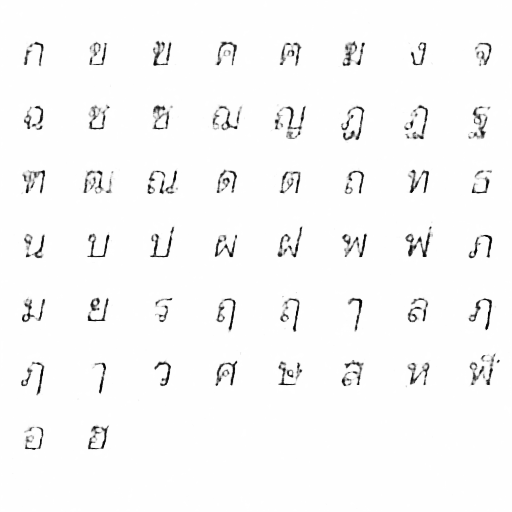 ก ข ฃ ค ฅ ฆ ง จ
ฉ ช ซ ฌ ญ ฎ ฏ ฐ
ฑ ฒ ณ ด ต ถ ท ธ
น บ ป ผ ฝ พ ฟ ภ
ม ย ร ฤ ฤ ๅ ล ฦ
ฦ ๅ ว ศ ษ ส ห ฬ
อ ฮ